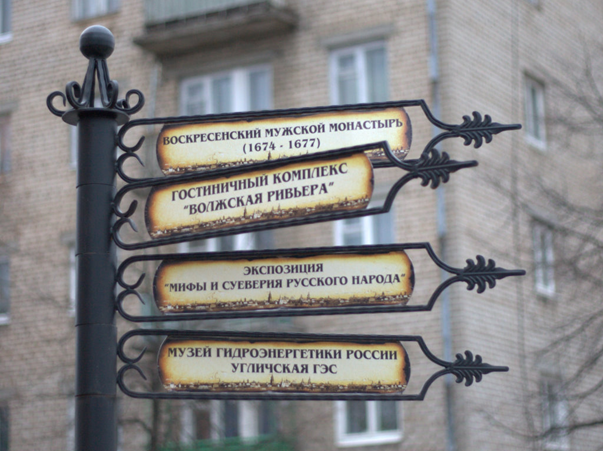 ВОСКРЕСЕНСКИЙ МУЖСКОЙ МОНАСТЫРЬ
(1674 - 1677)
ГОСТИНИЧНЫЙ КОМПЛЕКС
"ВОЛЖСКАЯ РИВЬЕРА"
ЭКСПОЗИЦИЯ
"МИФЫ И СУЕВЕРИЯ РУССКОГО НАРОДА"
МУЗЕЙ ГИДРОЭНЕРГЕТИКИ РОССИИ
УГЛИЧСКАЯ ГЭС